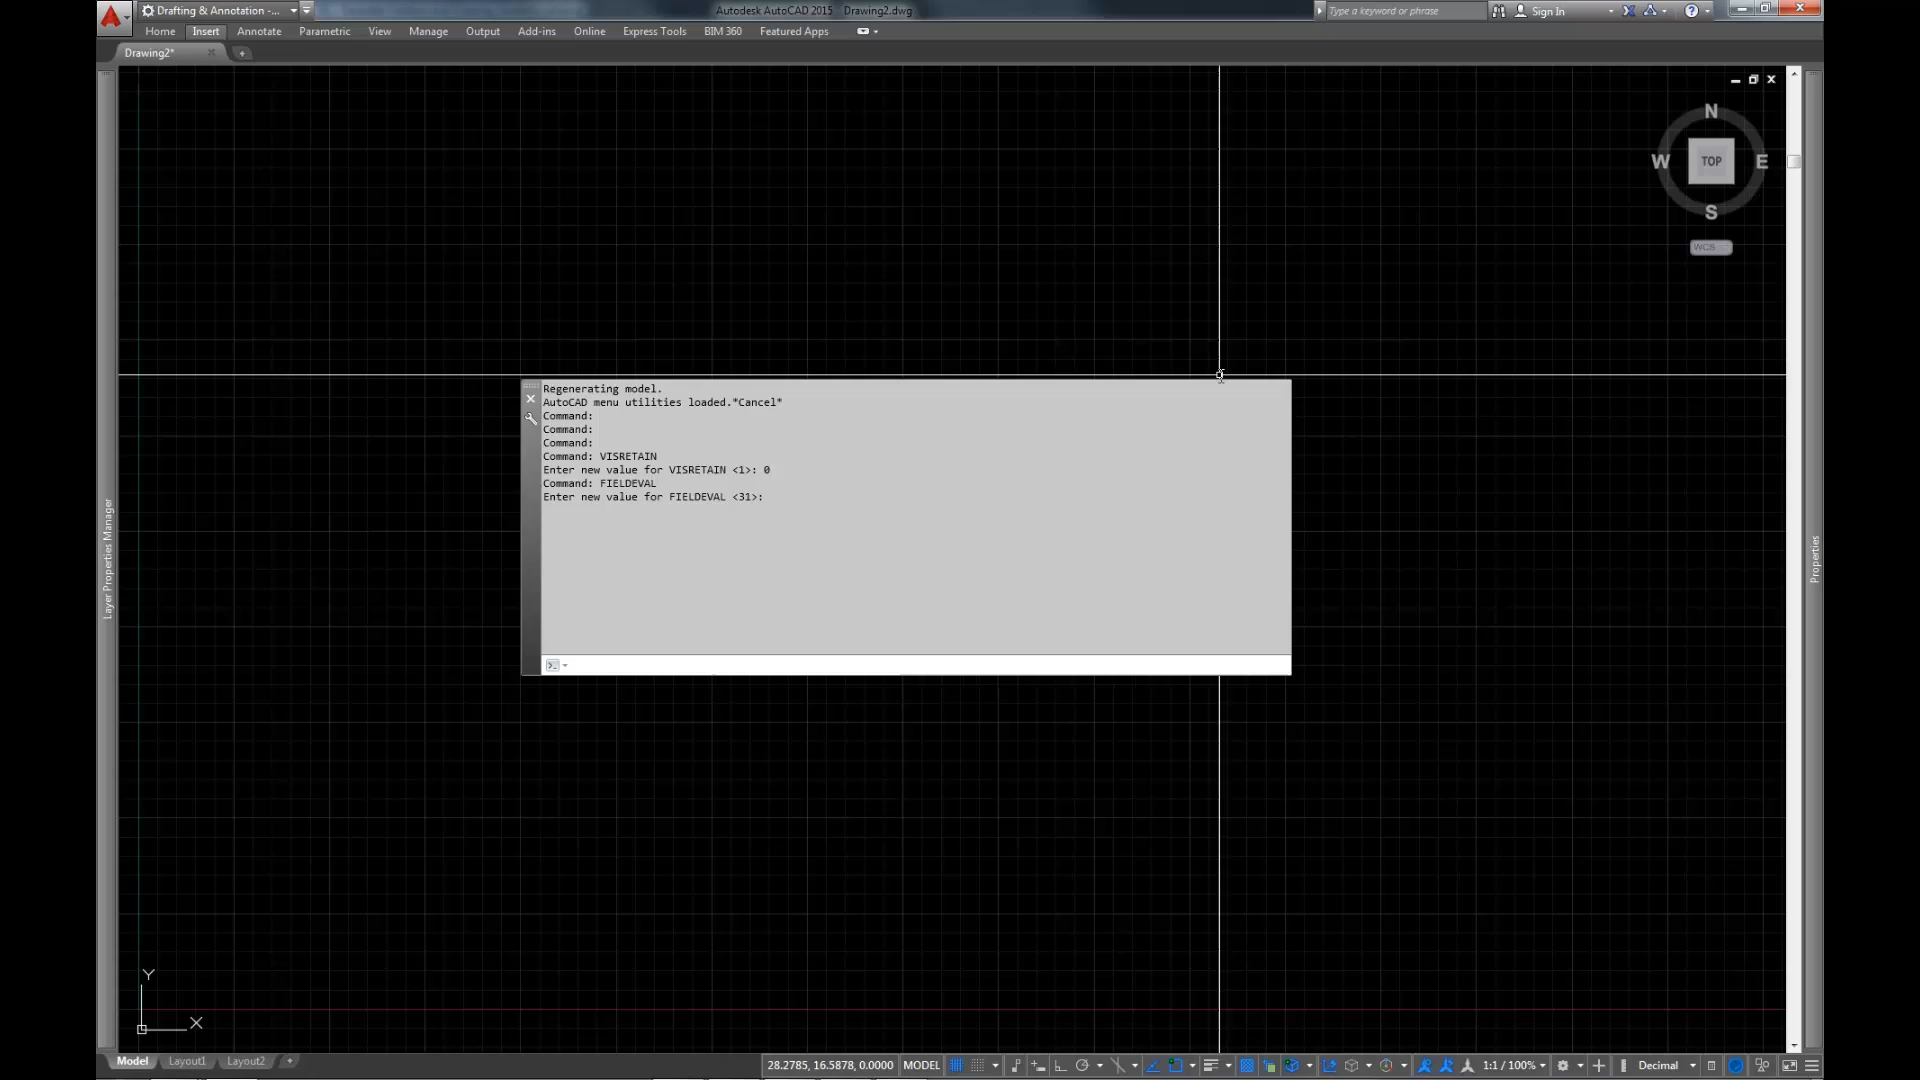 Drafting & Annotation -...
Autodesk AutoCAD 2015 Drawing2.dwg
Type a keyword or phrase
Sign In
Home Insert Annotate Parametric View Manage Output Add-ins Online Express Tools BIM 360 Featured Apps
Drawing2*
N
W TOP E
S
WCS
Regenerating model.
AutoCAD menu utilities loaded.*Cancel*
Command:
Command:
Command:
Command: VISRETAIN
Enter new value for VISRETAIN <1>: 0
Command: FIELDEVAL
Enter new value for FIELDEVAL <31>:
Layer Properties Manager
Properties
Y
X
Model Layout1 Layout2
28.2785, 16.5878, 0.0000 MODEL
1:1 / 100%
Decimal